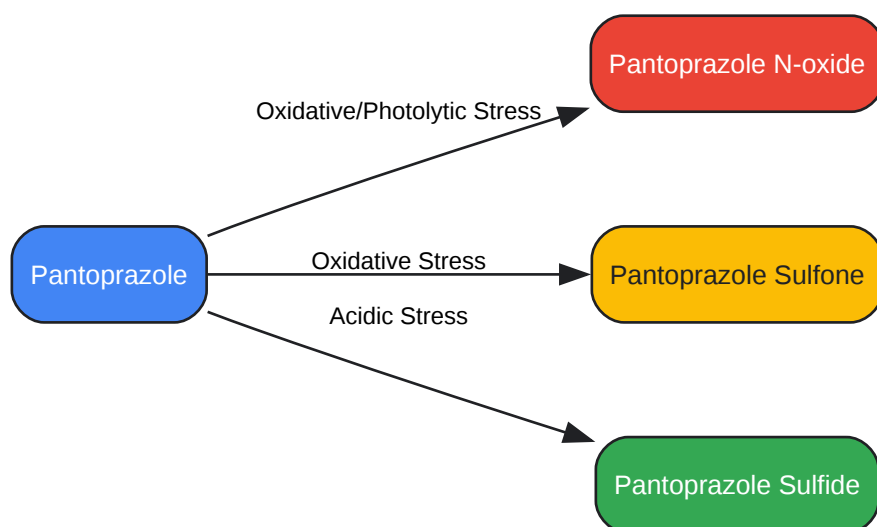 Pantoprazole N-oxide
Oxidative/Photolytic Stress
Pantoprazole
Oxidative Stress
Pantoprazole Sulfone
Acidic Stress
Pantoprazole Sulfide